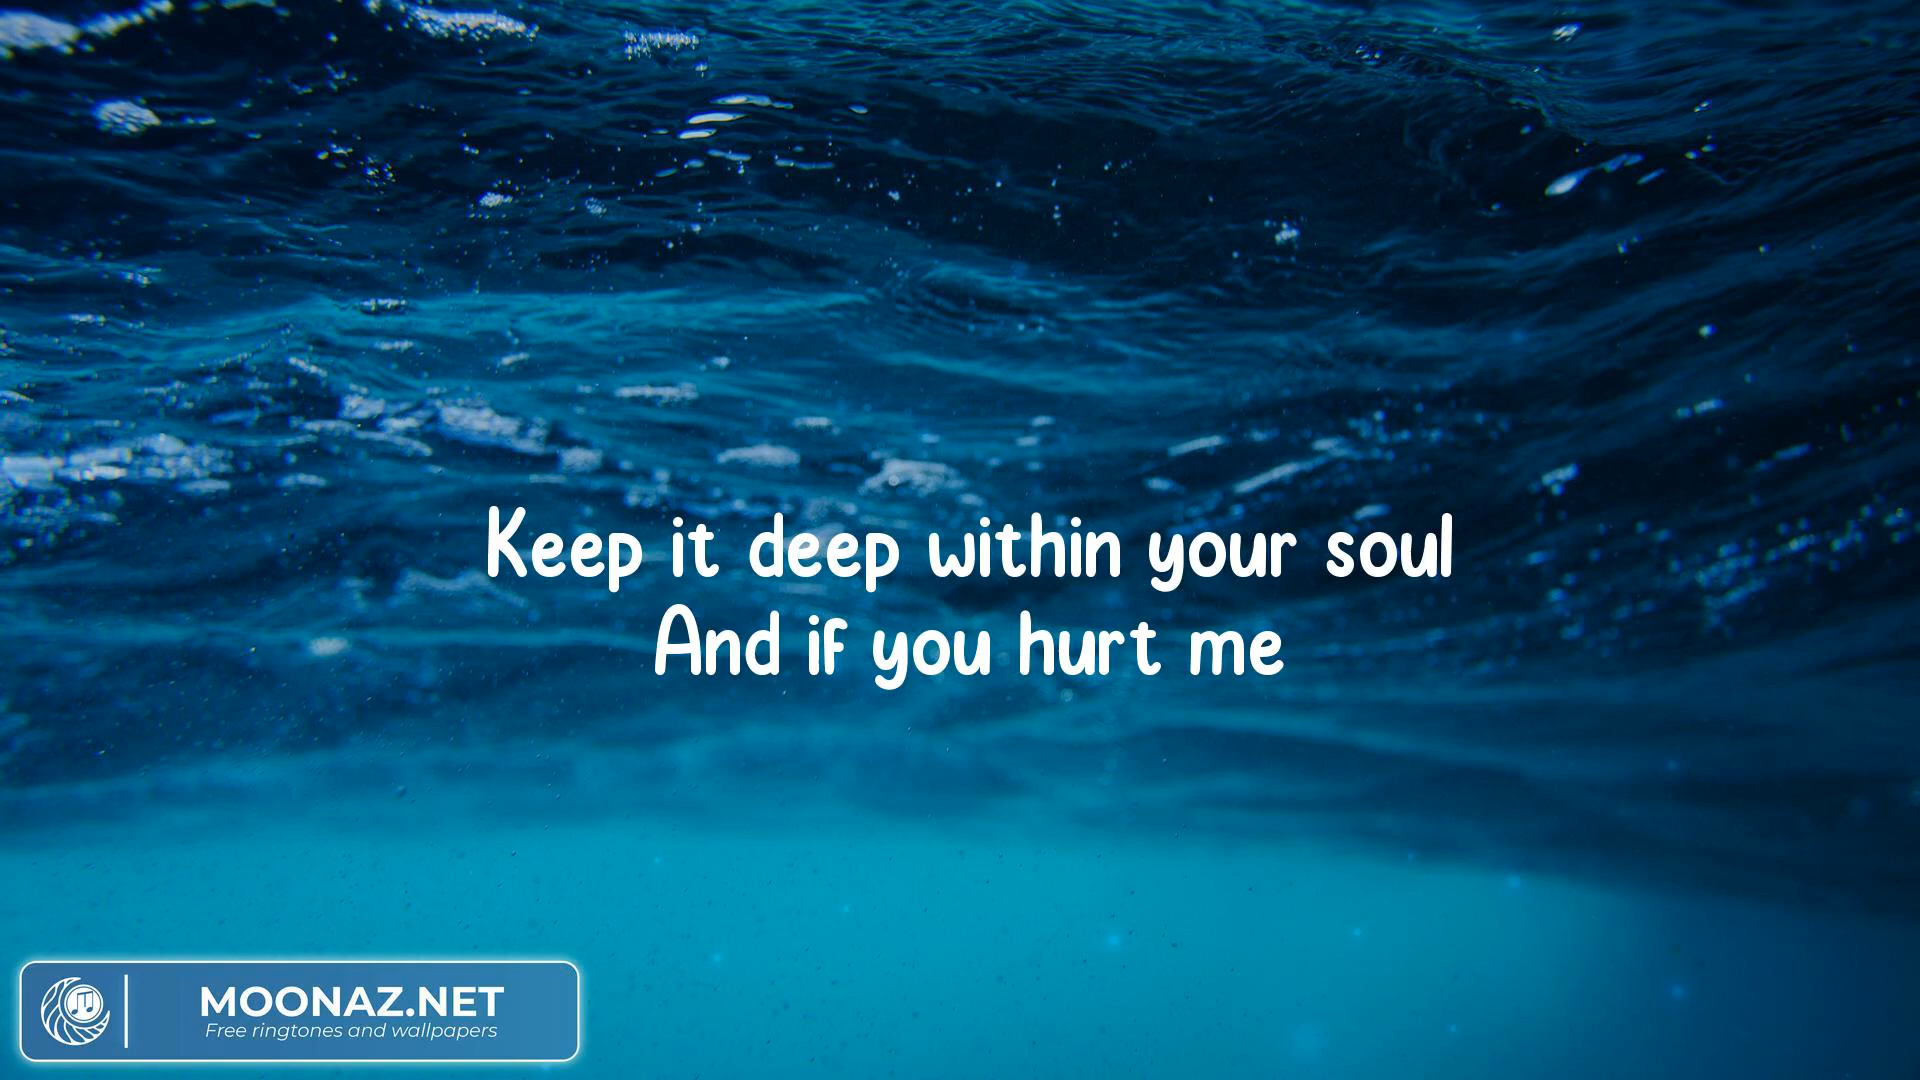 Keep it deep within your soul
And if you hurt me
MOONAZ.NET
Free ringtones and wallpapers